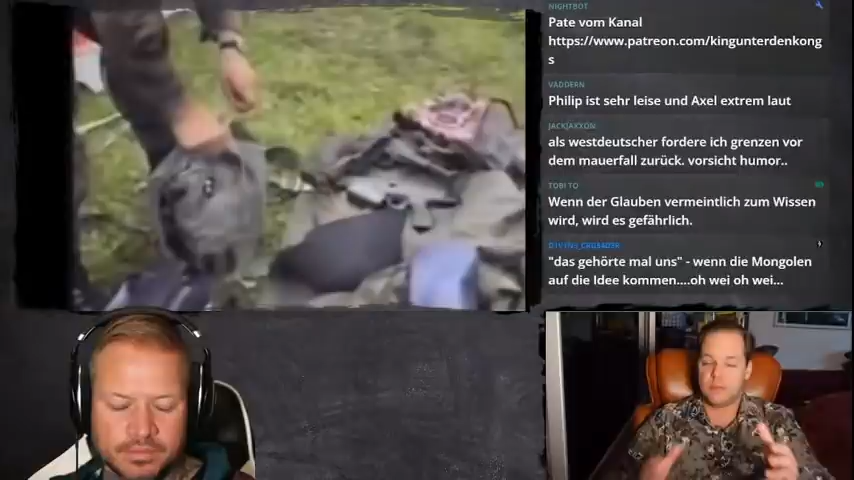 NIGHTBOT
Pate vom Kanal
https://www.patreon.com/kingunterdenkong
s
VADDERN
Philip ist sehr leise und Axel extrem laut
JACKJAXXON
als westdeutscher fordere ich grenzen vor
dem mauerfall zurück. vorsicht humor..
TOBITO
Wenn der Glauben vermeintlich zum Wissen
wird, wird es gefährlich.
D1V1N3_CRUSADER
"das gehörte mal uns" - wenn die Mongolen
auf die Idee kommen....oh wei oh wei...